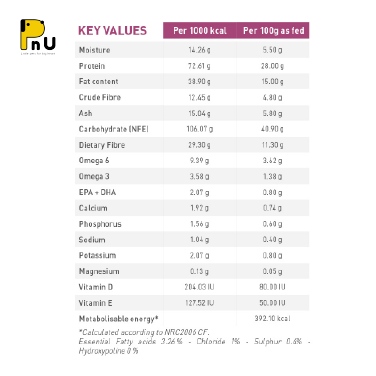 PnU
KEY VALUES Per 1000 kcal Per 100g as fed
Moisture 14.26 g 5.50 g
Protein 72.61 g 28.00 g
Fat content 38.90 g 15.00 g
Crude Fibre 12.45 g 4.80 g
Ash 15.04 g 5.80 g
Carbohydrate (NFE) 106.07 g 40.90 g
Dietary Fibre 29.30 g 11.30 g
Omega 6 9.39 g 3.62 g
Omega 3 3.58 g 1.38 g
EPA + DHA 2.07 g 0.80 g
Calcium 1.92 g 0.74 g
Phosphorus 1.56 g 0.60 g
Sodium 1.04 g 0.40 g
Potassium 2.07 g 0.80 g
Magnesium 0.13 g 0.05 g
Vitamin D 204.03 IU 80.00 IU
Vitamin E 127.52 IU 50.00 IU
Metabolisable energy* 392.10 kcal
*Calculated according to NRC2006 CF.
Essential Fatty acids 3.26% - Chloride 1% - Sulphur 0.6% -
Hydroxyproline 0%